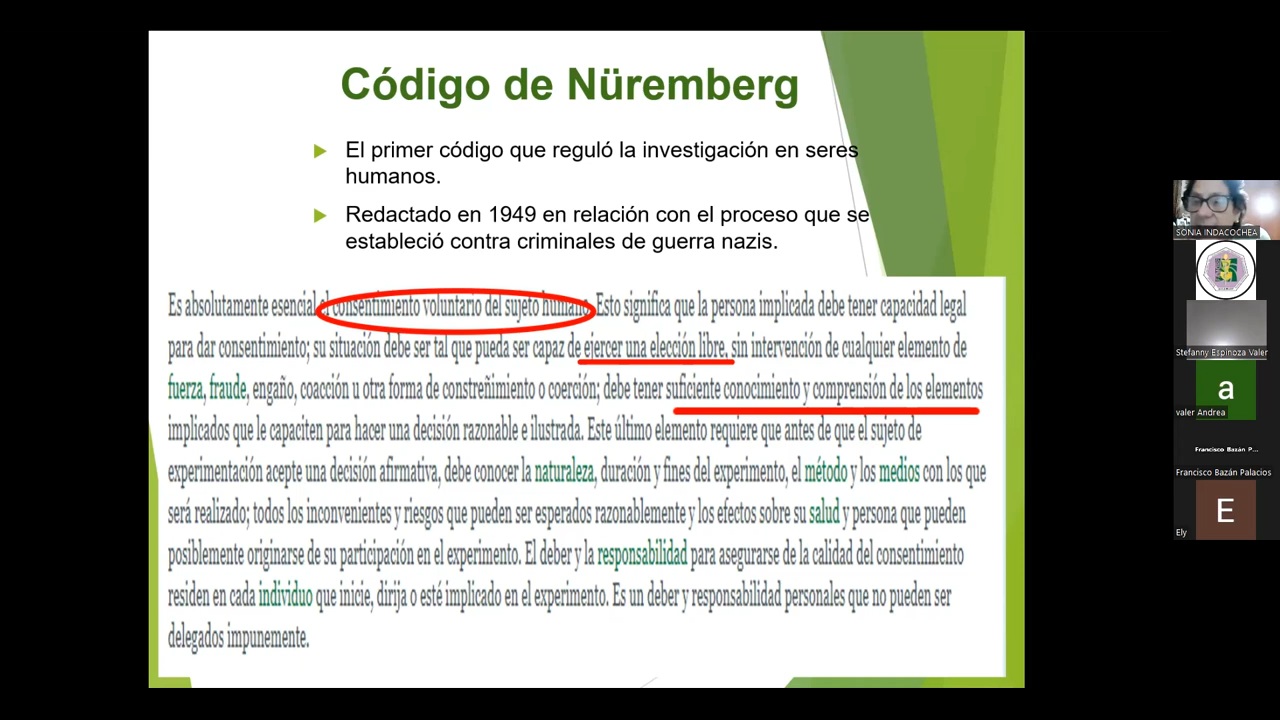 Código de Nüremberg
El primer código que reguló la investigación en seres
humanos.
Redactado en 1949 en relación con el proceso que se
estableció contra criminales de guerra nazis.
Es absolutamente esencial el consentimiento voluntario del sujeto humano. Esto significa que la persona implicada debe tener capacidad legal
para dar consentimiento; su situación debe ser tal que pueda ser capaz de ejercer una elección libre, sin intervención de cualquier elemento de
fuerza, fraude, engaño, coacción u otra forma de constreñimiento o coerción; debe tener suficiente conocimiento y comprensión de los elementos
implicados que le capaciten para hacer una decisión razonable e ilustrada. Este último elemento requiere que antes de que el sujeto de
experimentación acepte una decisión afirmativa, debe conocer la naturaleza, duración y fines del experimento, el método y los medios con los que
será realizado; todos los inconvenientes y riesgos que pueden ser esperados razonablemente y los efectos sobre su salud y persona que pueden
posiblemente originarse de su participación en el experimento. El deber y la responsabilidad para asegurarse de la calidad del consentimiento
residen en cada individuo que inicie, dirija o esté implicado en el experimento. Es un deber y responsabilidad personales que no pueden ser
delegados impunemente.
SONIA INDACOCHEA
Stefanny Espinoza Valer
a
valer Andrea
Francisco Bazán P...
Francisco Bazán Palacios
E
Ely